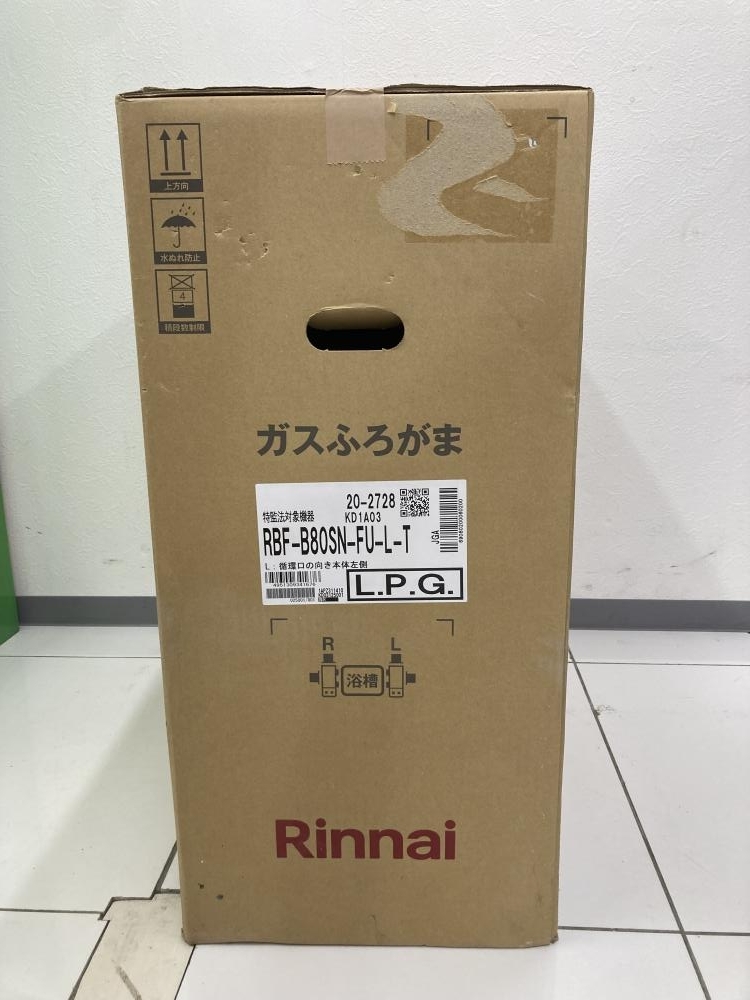 上方向
水ぬれ防止
4
積段数制限
ガスふろがま
20-2728
特監法対象機器
KD1A03
RBF-B80SN-FU-L-T
JGA
L:循環口の向き本体左側
L.P.G.
R L
浴槽
Rinnai